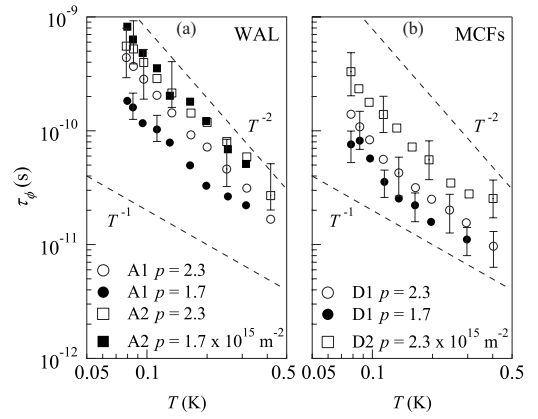 10^-9
10^-10
10^-11
10^-12
τ_ϕ (s)
(a) WAL
T^-2
T^-1
A1 p = 2.3
A1 p = 1.7
A2 p = 2.3
A2 p = 1.7 x 10^15 m^-2
0.05 0.1 0.5
T (K)
(b) MCFs
T^-2
T^-1
D1 p = 2.3
D1 p = 1.7
D2 p = 2.3 x 10^15 m^-2
0.05 0.1 0.5
T (K)